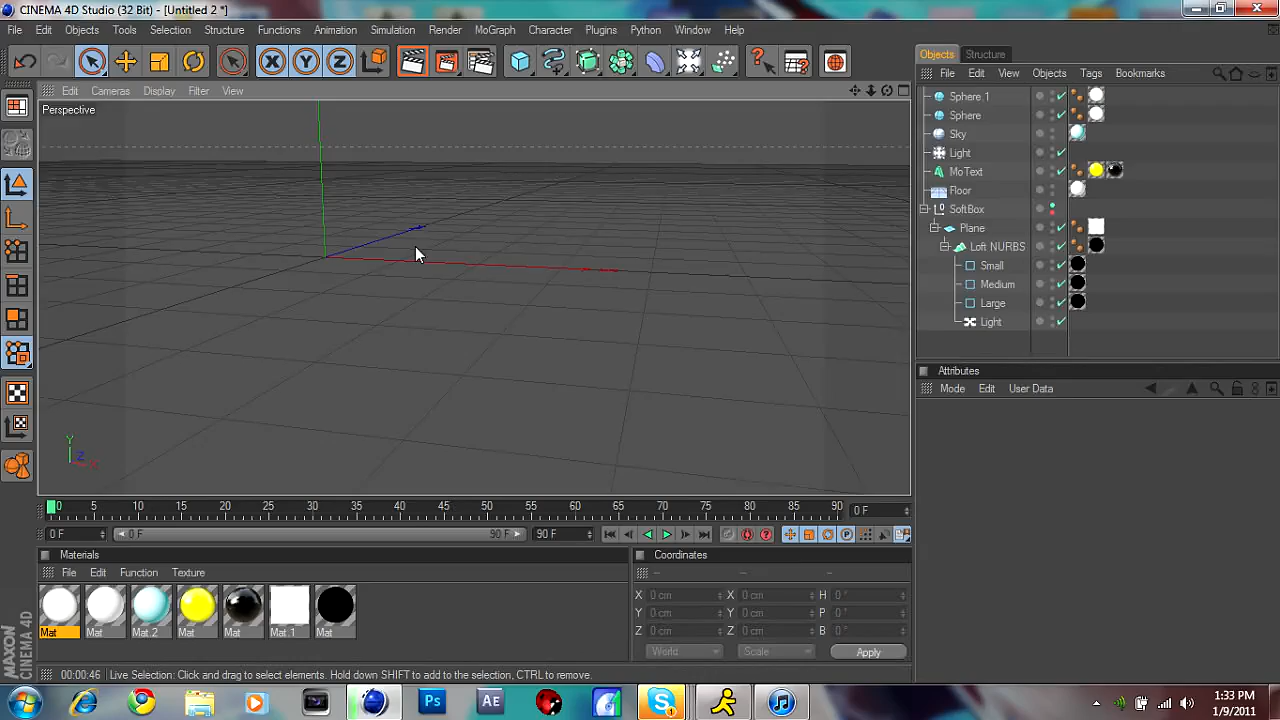 CINEMA 4D Studio (32 Bit) - [Untitled 2 *]
File Edit Objects Tools Selection Structure Functions Animation Simulation Render MoGraph Character Plugins Python Window Help
Objects Structure
Edit Cameras Display Filter View
File Edit View Objects Tags Bookmarks
Perspective
Sphere.1
Sphere
Sky
Light
MoText
Floor
SoftBox
Plane
Loft NURBS
Small
Medium
Large
Light
Attributes
Mode Edit User Data
Y
Z
X
0 5 10 15 20 25 30 35 40 45 50 55 60 65 70 75 80 85 90 0 F
0 F 0 F 90 F 90 F
Materials
File Edit Function Texture
Mat Mat Mat.2 Mat Mat Mat.1 Mat
Coordinates
X 0 cm X 0 cm H 0 °
Y 0 cm Y 0 cm P 0 °
Z 0 cm Z 0 cm B 0 °
World Scale Apply
MAXON CINEMA 4D
00:00:46 Live Selection: Click and drag to select elements. Hold down SHIFT to add to the selection, CTRL to remove.
Ps AE
1:33 PM
1/9/2011